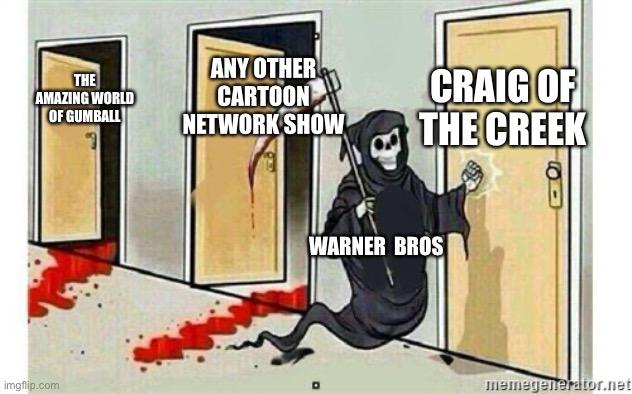 THE
AMAZING WORLD
OF GUMBALL
ANY OTHER
CARTOON
NETWORK SHOW
CRAIG OF
THE CREEK
WARNER BROS
imgflip.com
memegenerator.net